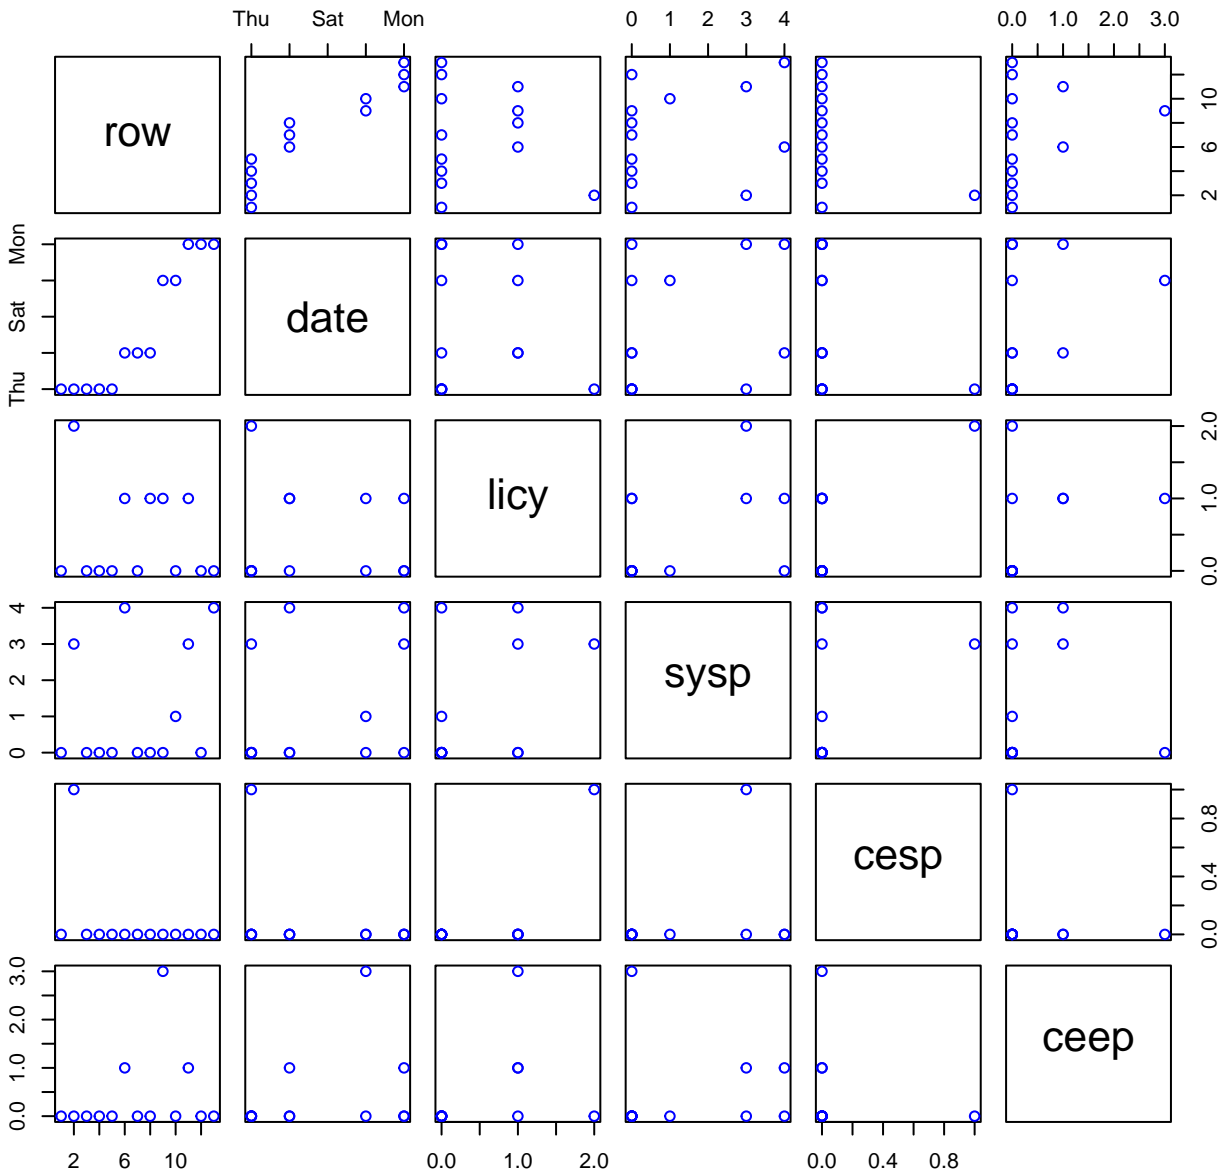 Thu Sat Mon 0 1 2 3 4 0.0 1.0 2.0 3.0
row 2 6 10
Thu Sat Mon date
licy 0.0 1.0 2.0
0 1 2 3 4 sysp
cesp 0.0 0.4 0.8
0.0 1.0 2.0 3.0 ceep
2 6 10 0.0 1.0 2.0 0.0 0.4 0.8